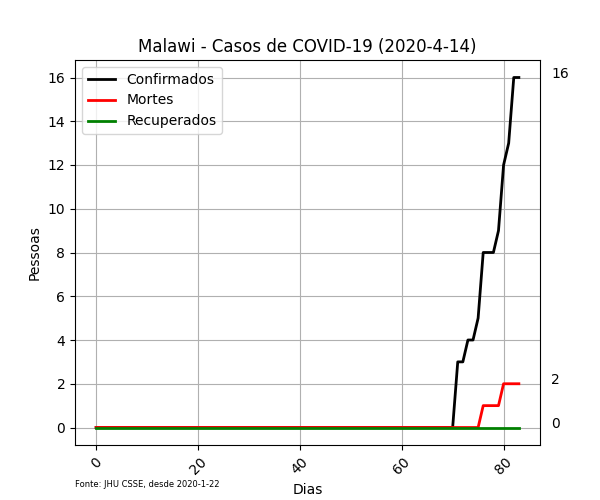 Malawi - Casos de COVID-19 (2020-4-14)
Confirmados
Mortes
Recuperados
16
14
12
10
8
6
4
2
0
Pessoas
16
2
0
0
20
40
60
80
Dias
Fonte: JHU CSSE, desde 2020-1-22